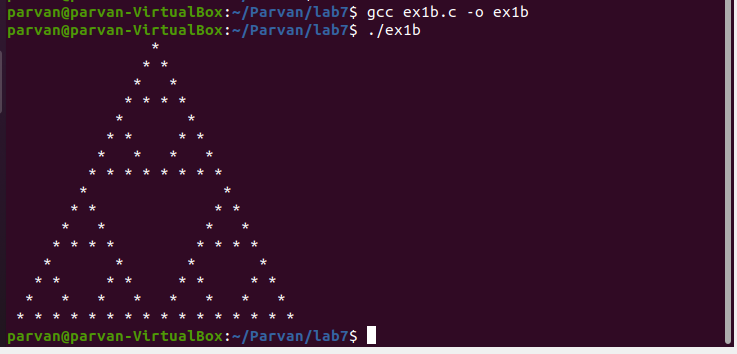 parvan@parvan-VirtualBox:~/Parvan/lab7$ gcc ex1b.c -o ex1b
parvan@parvan-VirtualBox:~/Parvan/lab7$ ./ex1b
                *
               * *
              *   *
             * * * *
            *       *
           * *     * *
          *   *   *   *
         * * * * * * * *
        *               *
       * *             * *
      *   *           *   *
     * * * *         * * * *
    *       *       *       *
   * *     * *     * *     * *
  *   *   *   *   *   *   *   *
 * * * * * * * * * * * * * * * *
parvan@parvan-VirtualBox:~/Parvan/lab7$